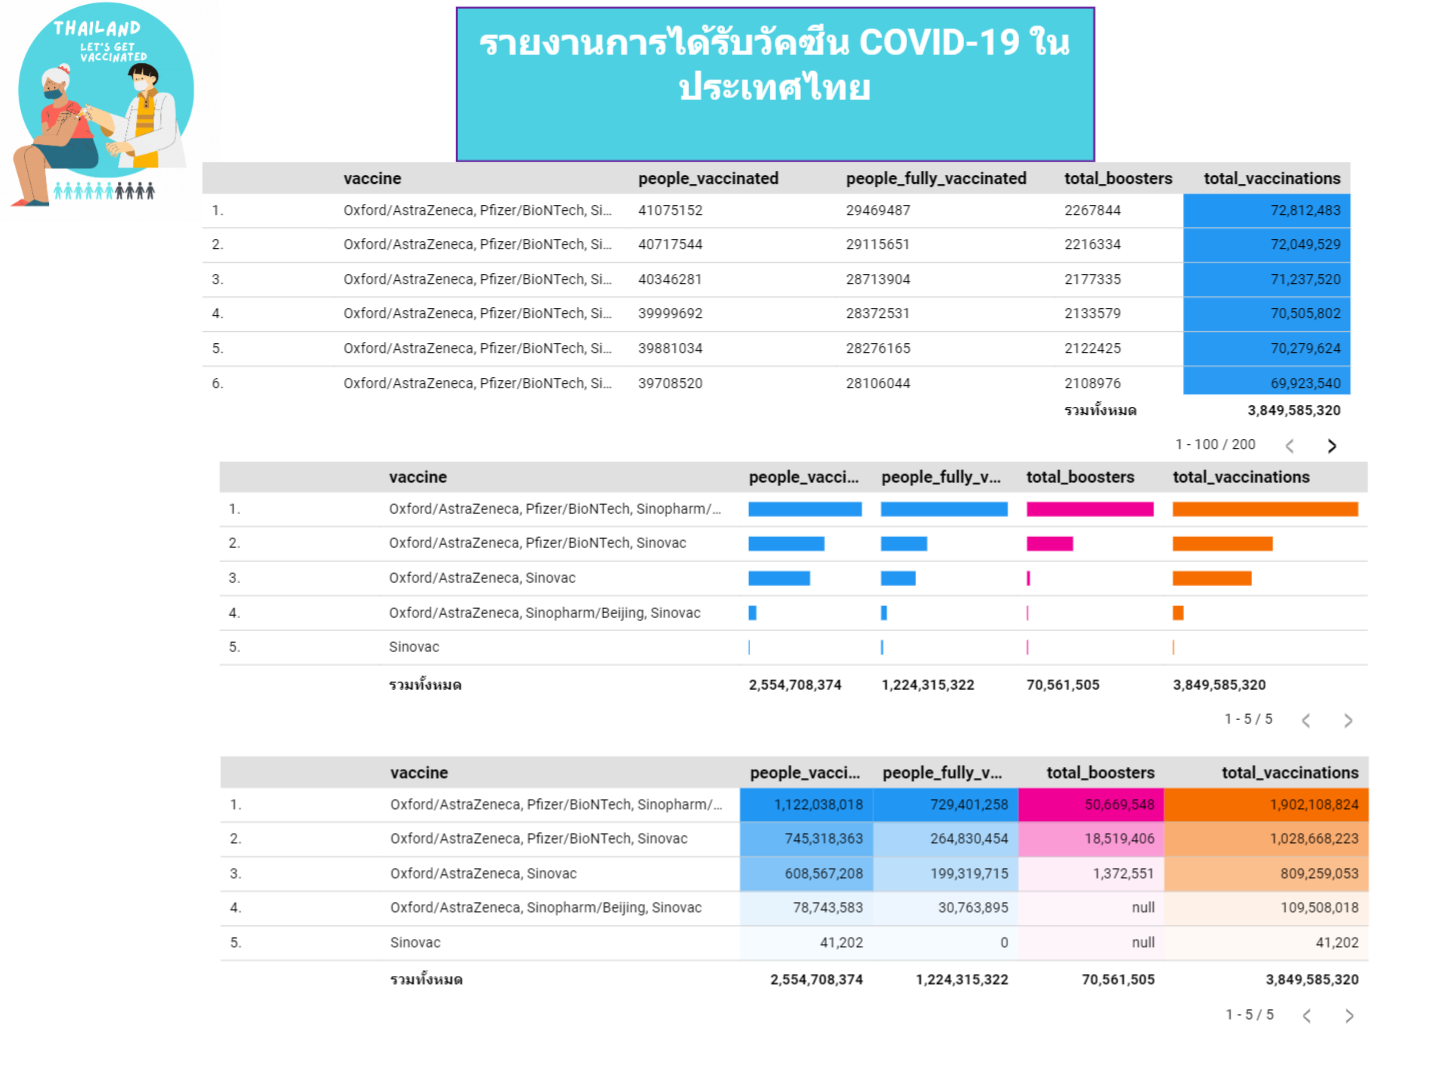 THAILAND
LET'S GET
VACCINATED
รายงานการได้รับวัคซีน COVID-19 ใน
ประเทศไทย
vaccine people_vaccinated people_fully_vaccinated total_boosters total_vaccinations
1. Oxford/AstraZeneca, Pfizer/BioNTech, Si... 41075152 29469487 2267844 72,812,483
2. Oxford/AstraZeneca, Pfizer/BioNTech, Si... 40717544 29115651 2216334 72,049,529
3. Oxford/AstraZeneca, Pfizer/BioNTech, Si... 40346281 28713904 2177335 71,237,520
4. Oxford/AstraZeneca, Pfizer/BioNTech, Si... 39999692 28372531 2133579 70,505,802
5. Oxford/AstraZeneca, Pfizer/BioNTech, Si... 39881034 28276165 2122425 70,279,624
6. Oxford/AstraZeneca, Pfizer/BioNTech, Si... 39708520 28106044 2108976 69,923,540
รวมทั้งหมด 3,849,585,320
1 - 100 / 200 < >
vaccine people_vacci... people_fully_v... total_boosters total_vaccinations
1. Oxford/AstraZeneca, Pfizer/BioNTech, Sinopharm/...
2. Oxford/AstraZeneca, Pfizer/BioNTech, Sinovac
3. Oxford/AstraZeneca, Sinovac
4. Oxford/AstraZeneca, Sinopharm/Beijing, Sinovac
5. Sinovac
รวมทั้งหมด 2,554,708,374 1,224,315,322 70,561,505 3,849,585,320
1 - 5 / 5 < >
vaccine people_vacci... people_fully_v... total_boosters total_vaccinations
1. Oxford/AstraZeneca, Pfizer/BioNTech, Sinopharm/... 1,122,038,018 729,401,258 50,669,548 1,902,108,824
2. Oxford/AstraZeneca, Pfizer/BioNTech, Sinovac 745,318,363 264,830,454 18,519,406 1,028,668,223
3. Oxford/AstraZeneca, Sinovac 608,567,208 199,319,715 1,372,551 809,259,053
4. Oxford/AstraZeneca, Sinopharm/Beijing, Sinovac 78,743,583 30,763,895 null 109,508,018
5. Sinovac 41,202 0 null 41,202
รวมทั้งหมด 2,554,708,374 1,224,315,322 70,561,505 3,849,585,320
1 - 5 / 5 < >